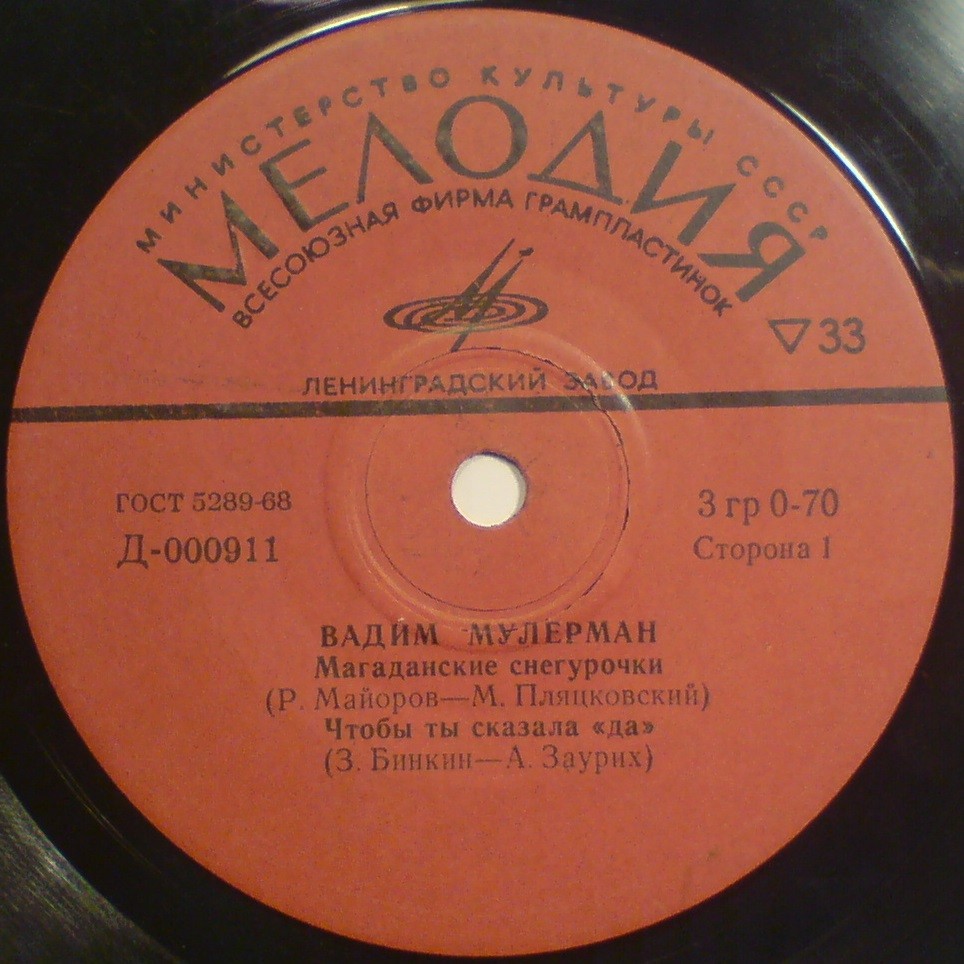 МИНИСТЕРСТВО КУЛЬТУРЫ СССР
МЕЛОДИЯ
ВСЕСОЮЗНАЯ ФИРМА ГРАМПЛАСТИНОК
▽33
ЛЕНИНГРАДСКИЙ ЗАВОД
ГОСТ 5289-68
3 гр 0-70
Д-000911
Сторона 1
ВАДИМ МУЛЕРМАН
Магаданские снегурочки
(Р. Майоров—М. Пляцковский)
Чтобы ты сказала «да»
(З. Бинкин—А. Заурих)